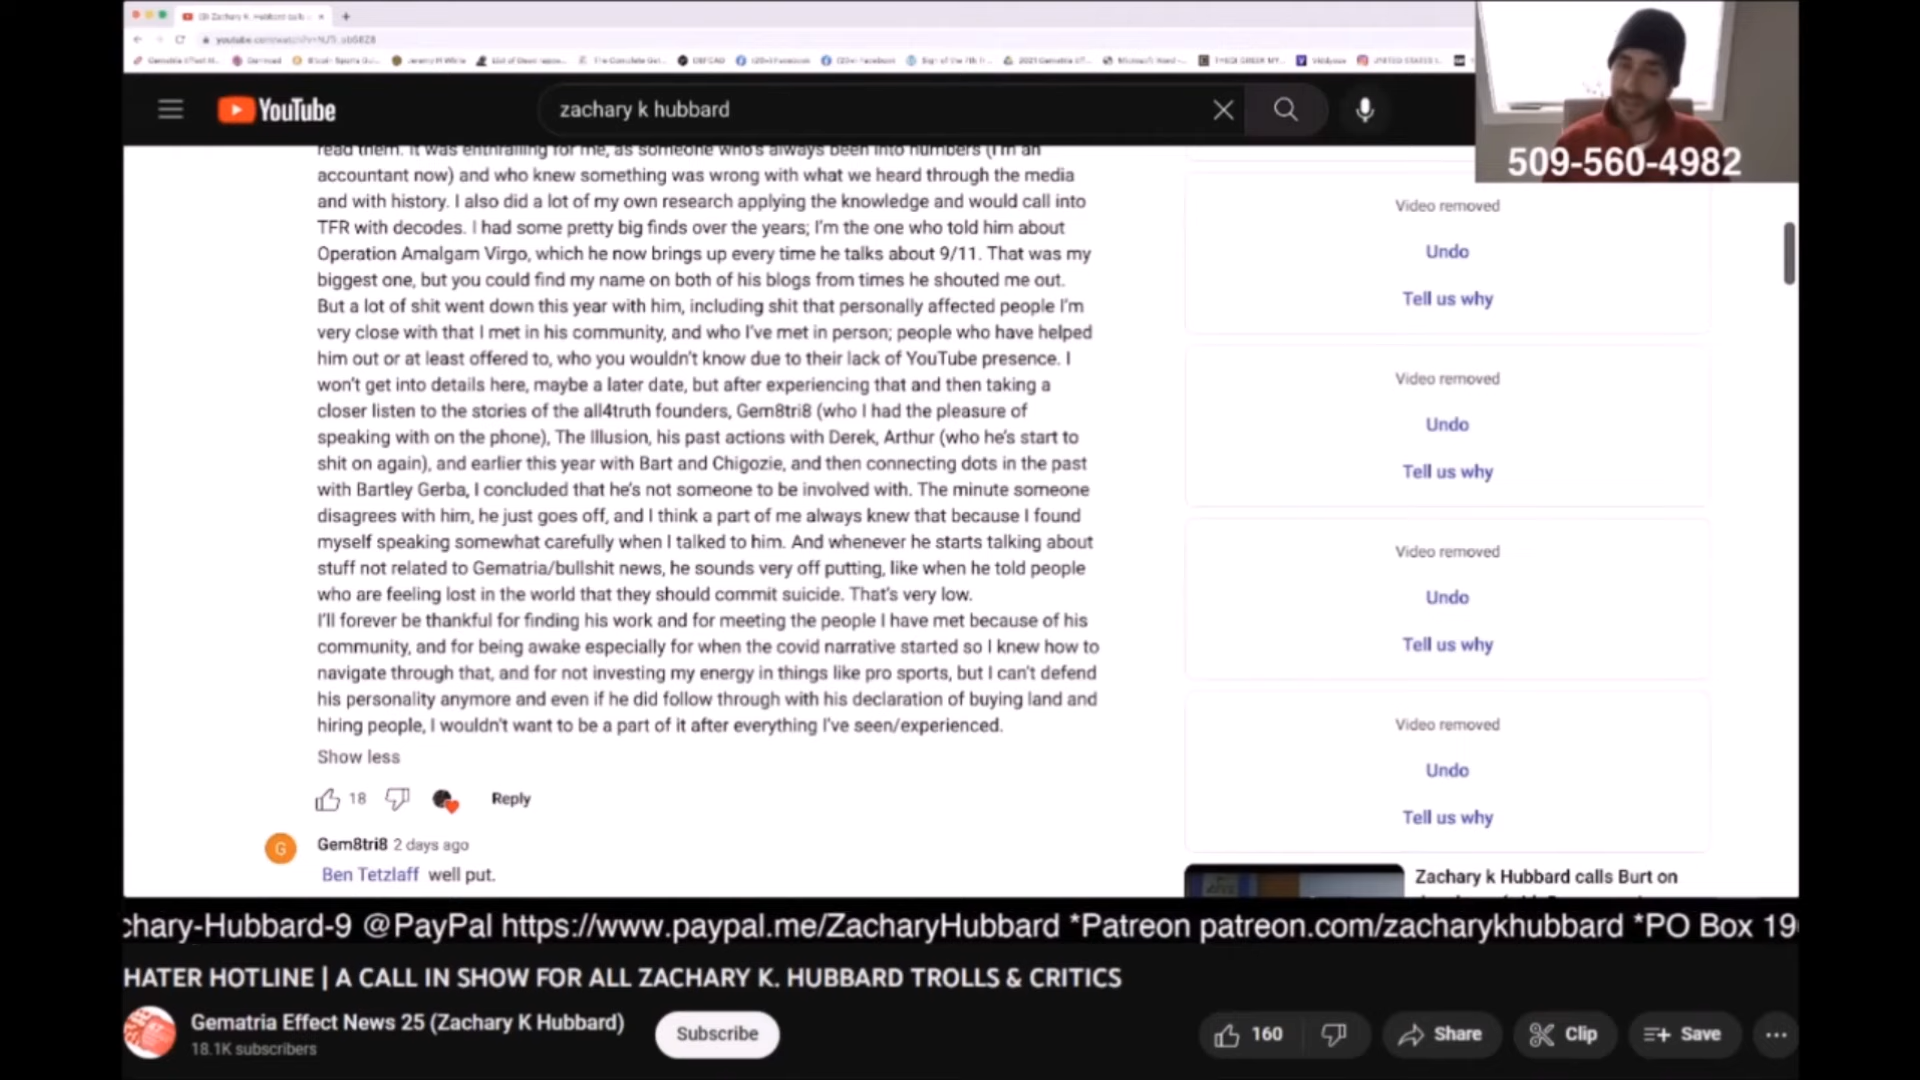 youtube.com/watch?v=
YouTube
zachary k hubbard
509-560-4982
read them. It was enthralling for me, as someone who's always been into numbers (I'm an
accountant now) and who knew something was wrong with what we heard through the media
and with history. I also did a lot of my own research applying the knowledge and would call into
TFR with decodes. I had some pretty big finds over the years; I'm the one who told him about
Operation Amalgam Virgo, which he now brings up every time he talks about 9/11. That was my
biggest one, but you could find my name on both of his blogs from times he shouted me out.
But a lot of shit went down this year with him, including shit that personally affected people I'm
very close with that I met in his community, and who I've met in person; people who have helped
him out or at least offered to, who you wouldn't know due to their lack of YouTube presence. I
won't get into details here, maybe a later date, but after experiencing that and then taking a
closer listen to the stories of the all4truth founders, Gem8tri8 (who I had the pleasure of
speaking with on the phone), The Illusion, his past actions with Derek, Arthur (who he's start to
shit on again), and earlier this year with Bart and Chigozie, and then connecting dots in the past
with Bartley Gerba, I concluded that he's not someone to be involved with. The minute someone
disagrees with him, he just goes off, and I think a part of me always knew that because I found
myself speaking somewhat carefully when I talked to him. And whenever he starts talking about
stuff not related to Gematria/bullshit news, he sounds very off putting, like when he told people
who are feeling lost in the world that they should commit suicide. That's very low.
I'll forever be thankful for finding his work and for meeting the people I have met because of his
community, and for being awake especially for when the covid narrative started so I knew how to
navigate through that, and for not investing my energy in things like pro sports, but I can't defend
his personality anymore and even if he did follow through with his declaration of buying land and
hiring people, I wouldn't want to be a part of it after everything I've seen/experienced.
Show less
18
Reply
Gem8tri8 2 days ago
Ben Tetzlaff well put.
Video removed
Undo
Tell us why
Video removed
Undo
Tell us why
Video removed
Undo
Tell us why
Video removed
Undo
Tell us why
Zachary k Hubbard calls Burt on
chary-Hubbard-9 @PayPal https://www.paypal.me/ZacharyHubbard *Patreon patreon.com/zacharykhubbard *PO Box 19
HATER HOTLINE | A CALL IN SHOW FOR ALL ZACHARY K. HUBBARD TROLLS & CRITICS
Gematria Effect News 25 (Zachary K Hubbard)
18.1K subscribers
Subscribe
160
Share
Clip
Save